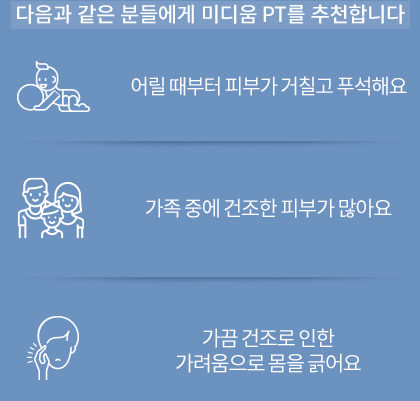 다음과 같은 분들에게 미디움 PT를 추천합니다
어릴 때부터 피부가 거칠고 푸석해요
가족 중에 건조한 피부가 많아요
가끔 건조로 인한
가려움으로 몸을 긁어요